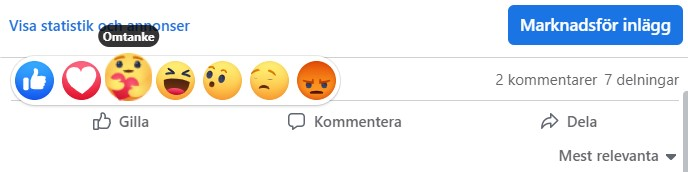 Visa statistik och annonser
Marknadsför inlägg
Omtanke
2 kommentarer 7 delningar
Gilla
Kommentera
Dela
Mest relevanta